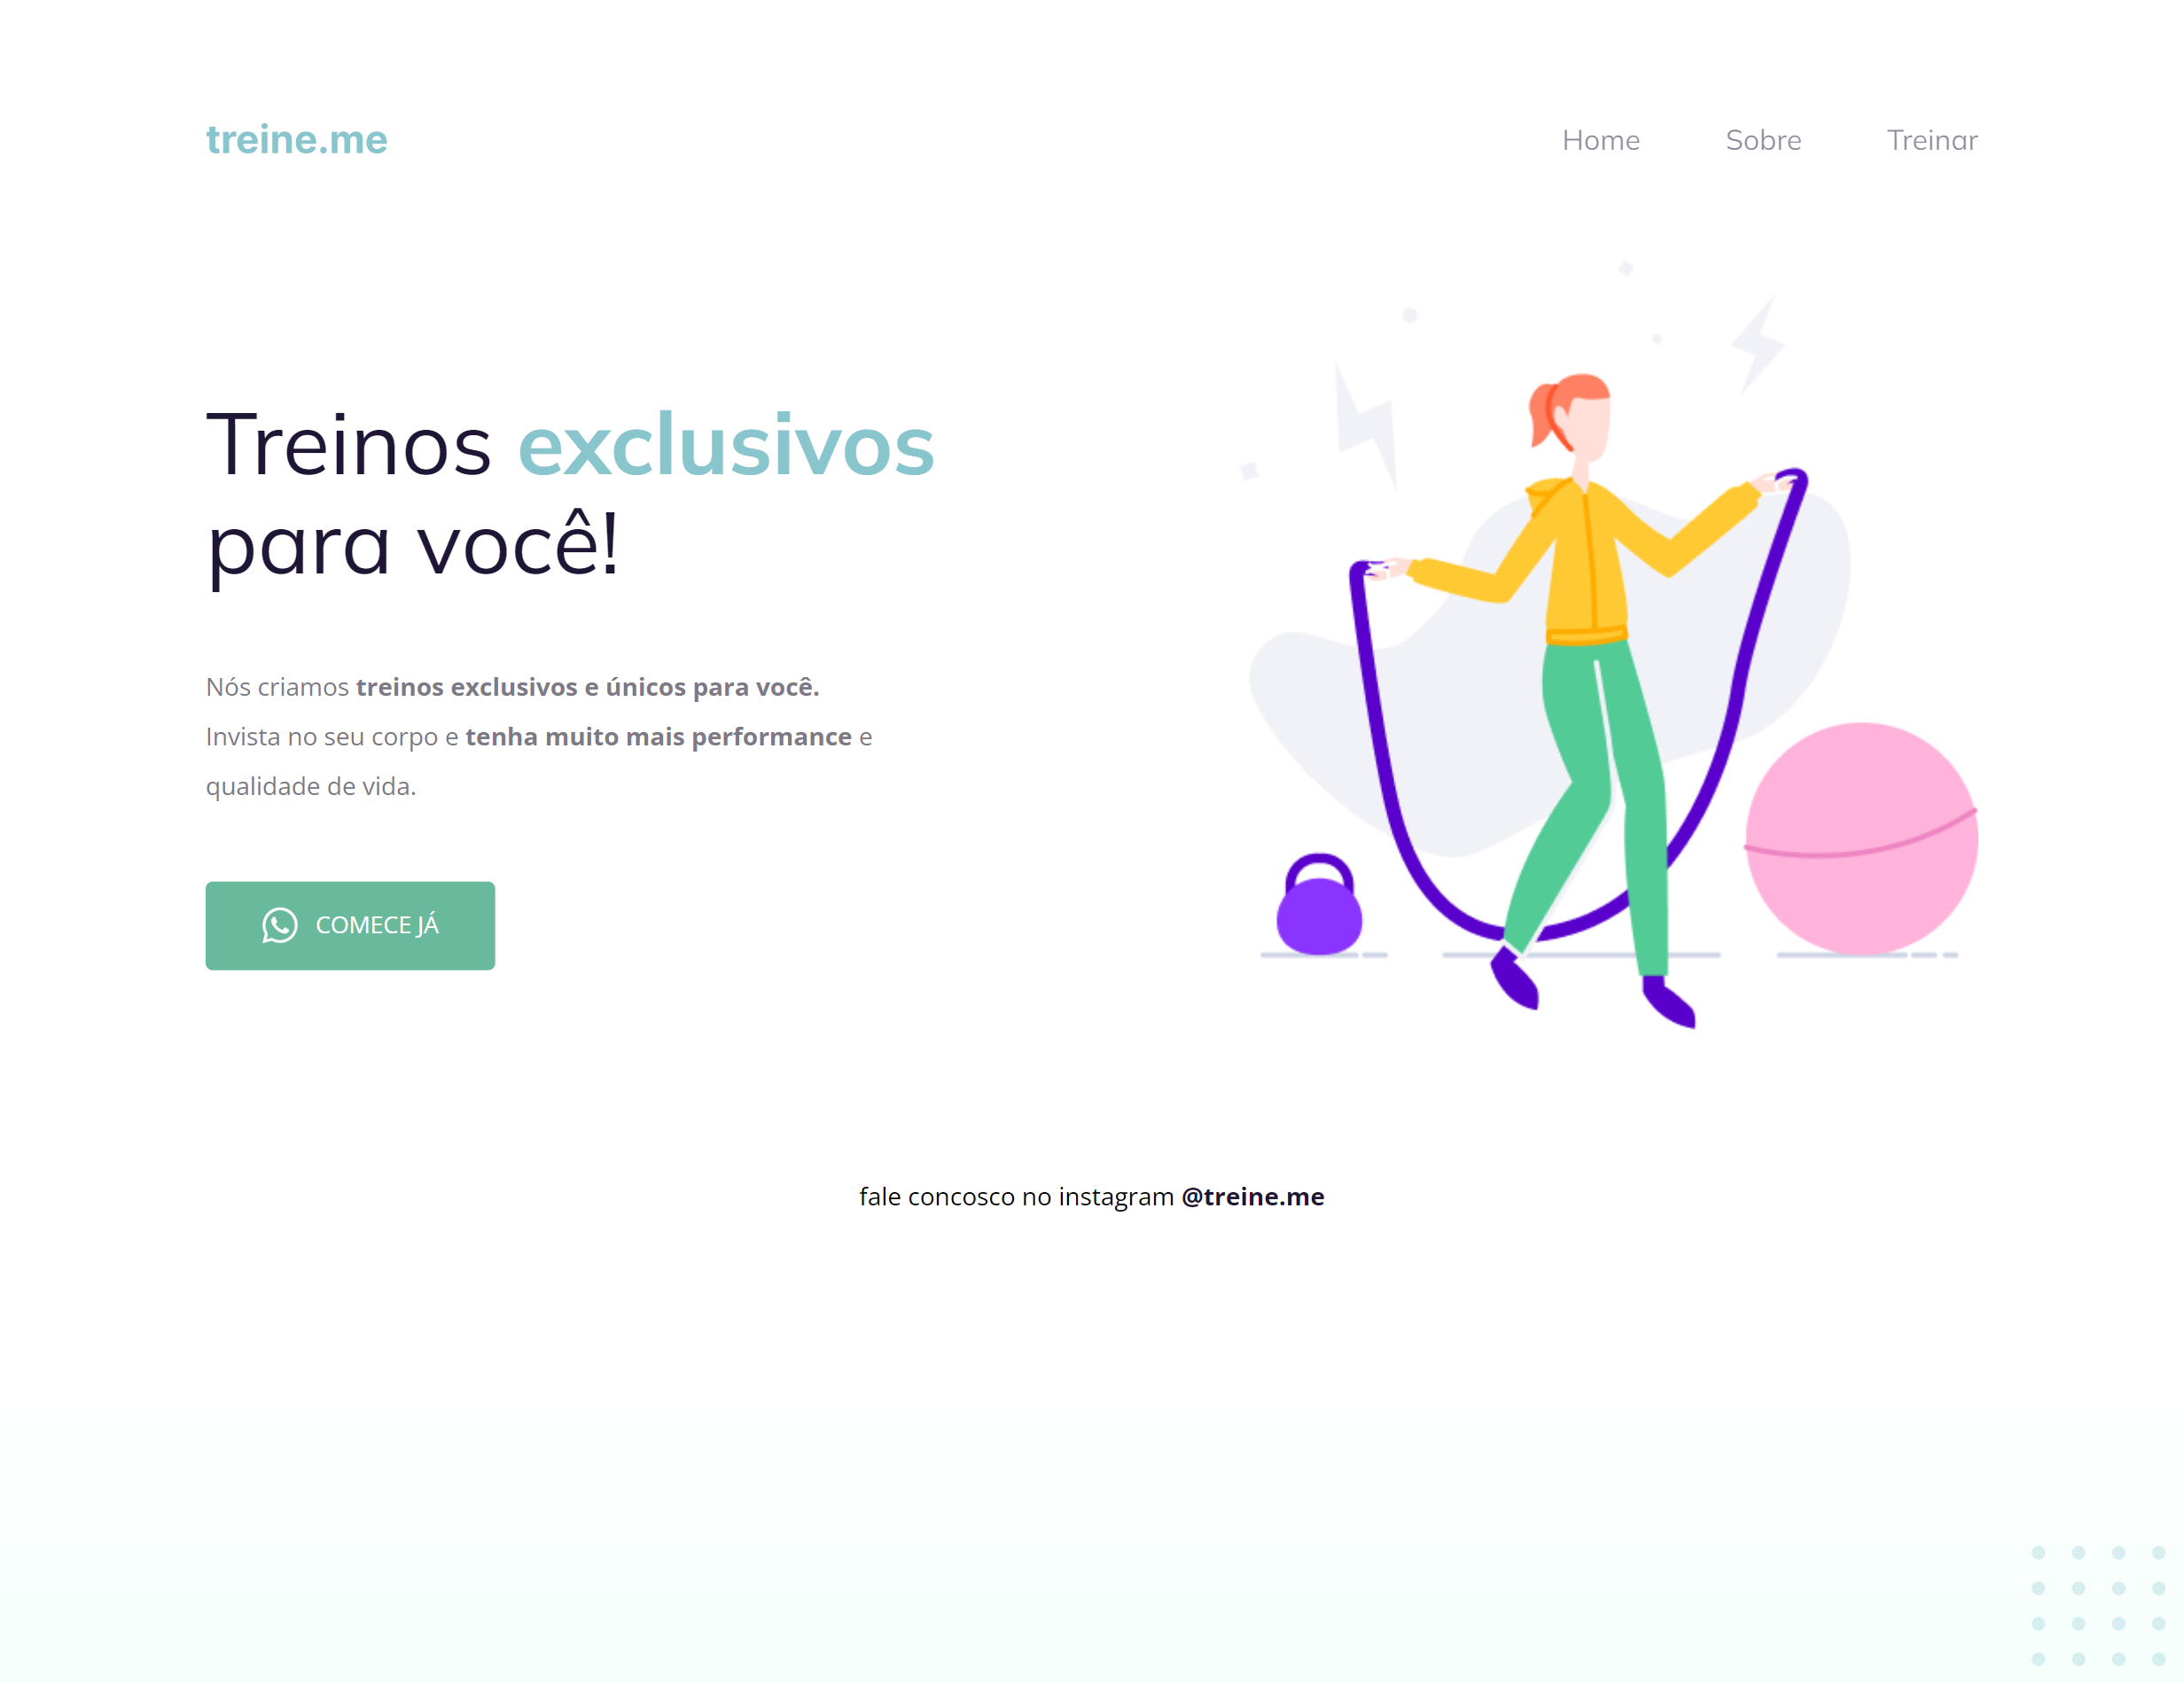 treine.me
Home Sobre Treinar
Treinos exclusivos
para você!
Nós criamos treinos exclusivos e únicos para você.
Invista no seu corpo e tenha muito mais performance e
qualidade de vida.
COMECE JÁ
fale concosco no instagram @treine.me